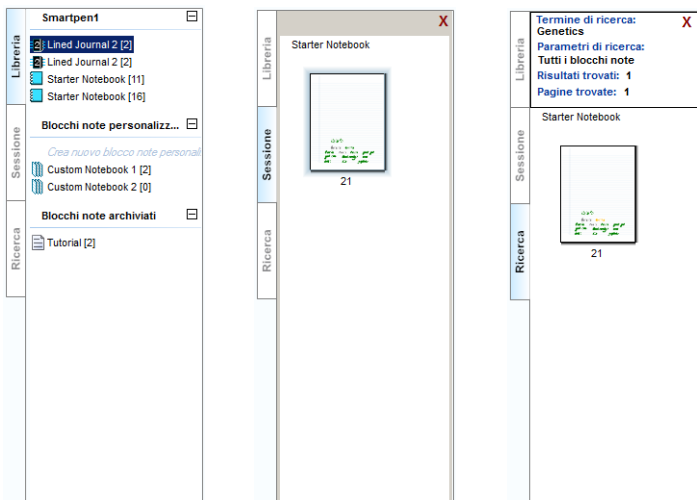 Libreria
Sessione
Ricerca
Smartpen1
2 Lined Journal 2 [2]
2 Lined Journal 2 [2]
Starter Notebook [11]
Starter Notebook [16]
Blocchi note personalizz...
Crea nuovo blocco note personali
Custom Notebook 1 [2]
Custom Notebook 2 [0]
Blocchi note archiviati
Tutorial [2]
Libreria
Sessione
Ricerca
X
Starter Notebook
21
Libreria
Sessione
Ricerca
X
Termine di ricerca:
Genetics
Parametri di ricerca:
Tutti i blocchi note
Risultati trovati: 1
Pagine trovate: 1
Starter Notebook
21